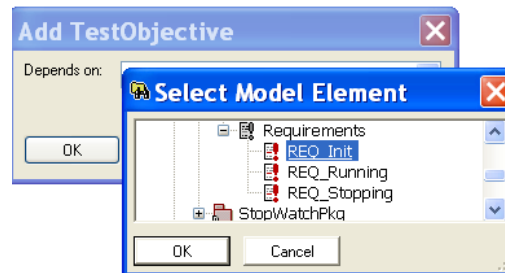 Add TestObjective
Depends on:
Select Model Element
Requirements
REQ_Init
REQ_Running
REQ_Stopping
StopWatchPkg
OK
OK
Cancel